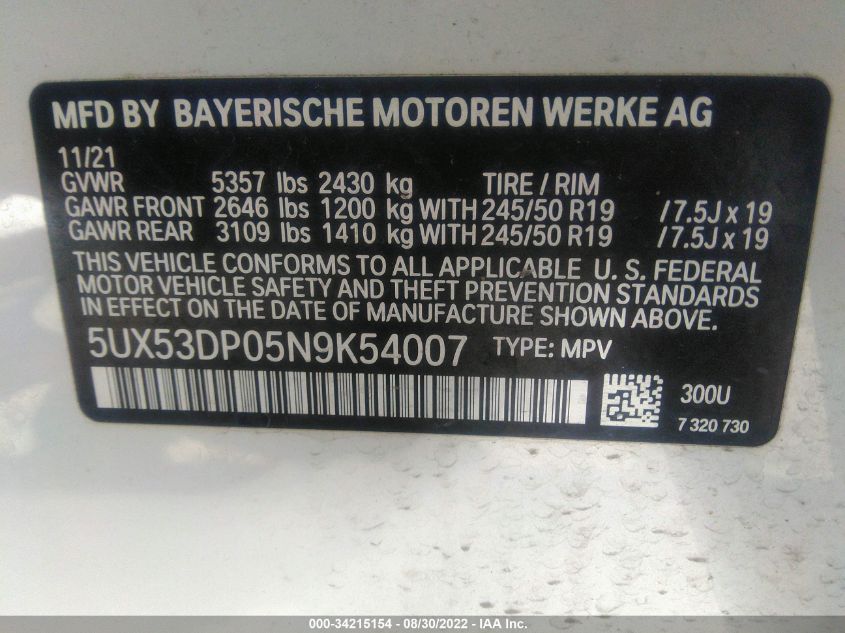 MFD BY BAYERISCHE MOTOREN WERKE AG
11/21
GVWR 5357 lbs 2430 kg TIRE / RIM
GAWR FRONT 2646 lbs 1200 kg WITH 245/50 R19 /7.5J x 19
GAWR REAR 3109 lbs 1410 kg WITH 245/50 R19 /7.5J x 19
THIS VEHICLE CONFORMS TO ALL APPLICABLE U. S. FEDERAL
MOTOR VEHICLE SAFETY AND THEFT PREVENTION STANDARDS
IN EFFECT ON THE DATE OF MANUFACTURE SHOWN ABOVE.
5UX53DP05N9K54007 TYPE: MPV
300U
7 320 730
000-34215154 - 08/30/2022 - IAA Inc.